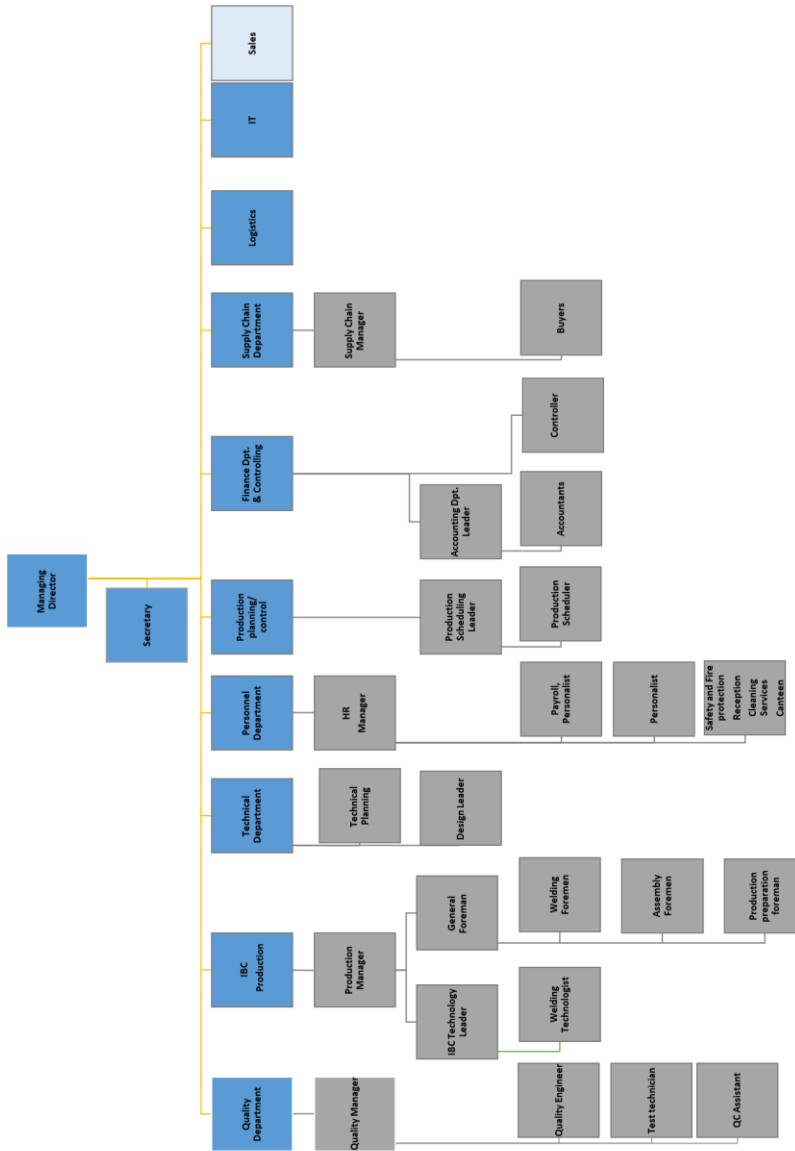 Managing
Director
Secretary
Quality
Department
IBC
Production
Technical
Department
Personnel
Department
Production
planning/
control
Finance Dpt.
& Controlling
Supply Chain
Department
Logistics
IT
Sales
Quality Manager
Production
Manager
Technical
Planning
HR
Manager
Supply Chain
Manager
IBC Technology
Leader
General
Foreman
Design Leader
Production
Scheduling
Leader
Accounting Dpt.
Leader
Quality Engineer
Test technician
QC Assistant
Welding
Technologist
Welding
Foremen
Assembly
Foremen
Production
preparation
foreman
Payroll,
Personalist
Personalist
Safety and Fire
protection
Reception
Cleaning
Services
Canteen
Production
Scheduler
Accountants
Controller
Buyers